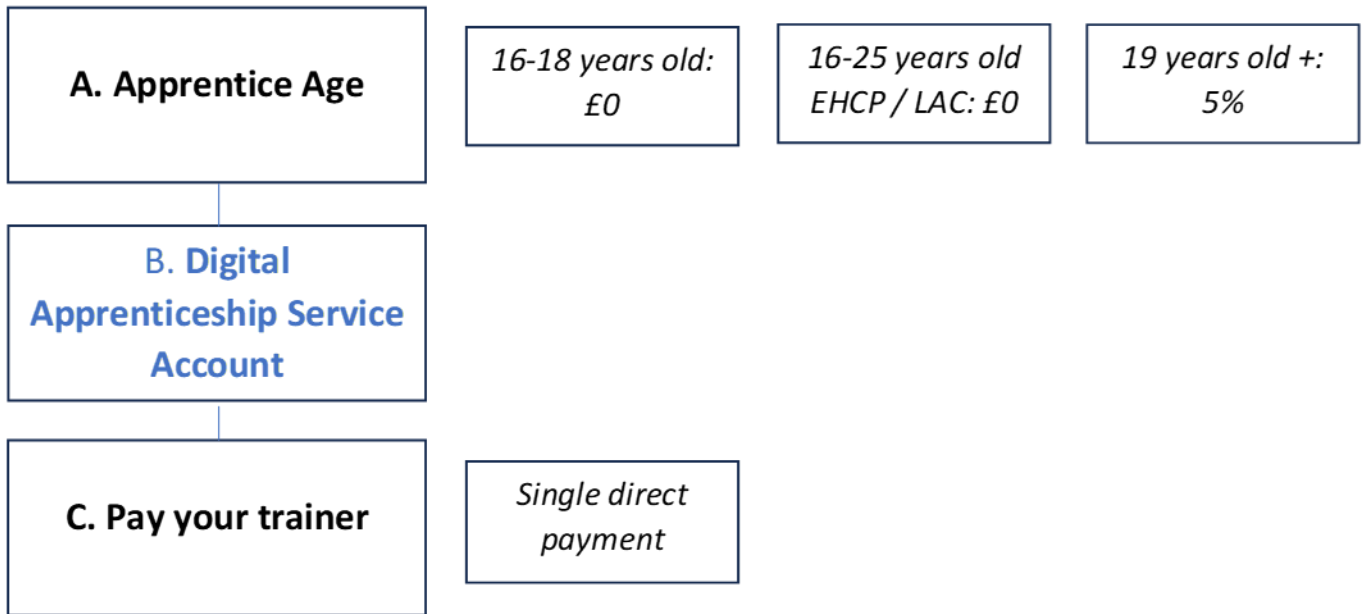 A. Apprentice Age
16-18 years old:
£0
16-25 years old
EHCP / LAC: £0
19 years old +:
5%
B. Digital
Apprenticeship Service
Account
C. Pay your trainer
Single direct
payment